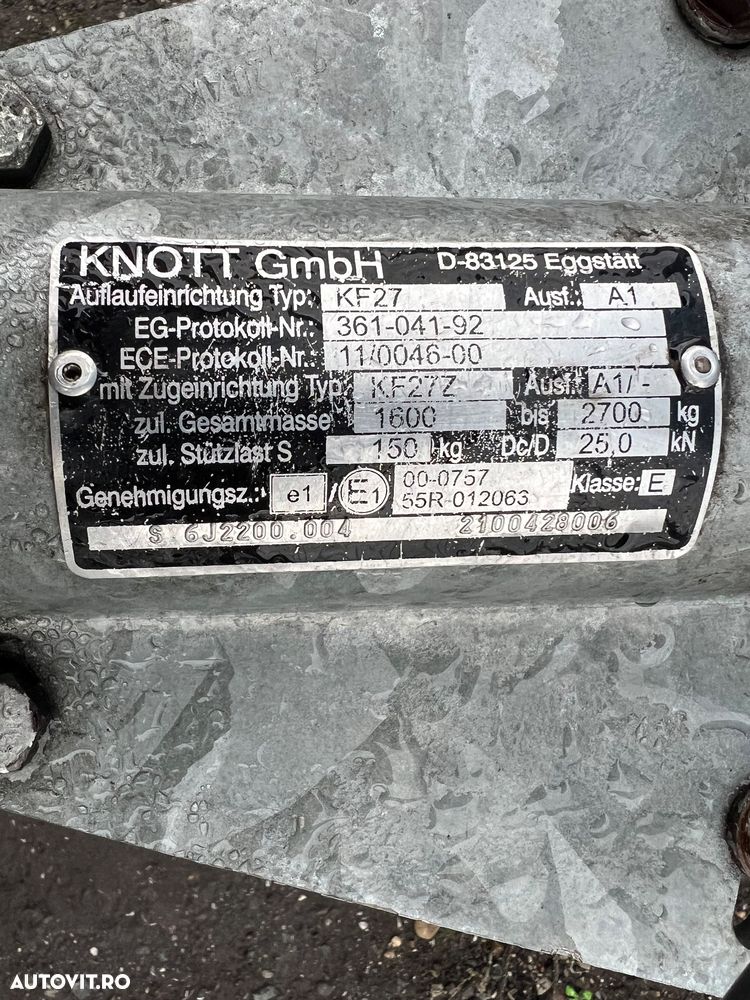 KNOTT GmbH D-83125 Eggstätt
Auflaufeinrichtung Typ: KF27 Ausf.: A1
EG-Protokoll-Nr.: 361-041-92
ECE-Protokoll-Nr.: 11/0046-00
mit Zugeinrichtung Typ KF27Z Ausf. A1/-
zul. Gesamtmasse 1600 bis 2700 kg
zul. Stützlast S 150 kg Dc/D 25,0 kN
Genehmigungsz.: e1 / E1 00-0757 Klasse: E
55R-012063
S 6J2200.004 2100428006
AUTOVIT.RO